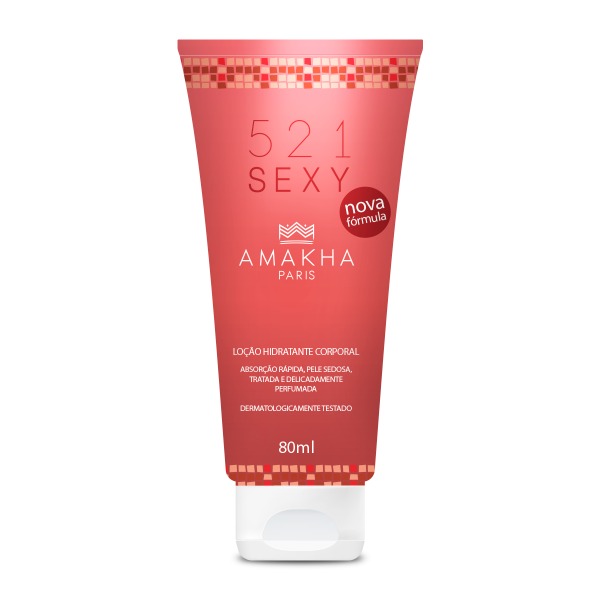 521
SEXY
nova
fórmula
AMAKHA
PARIS
LOÇÃO HIDRATANTE CORPORAL
ABSORÇÃO RÁPIDA, PELE SEDOSA,
TRATADA E DELICADAMENTE
PERFUMADA
DERMATOLOGICAMENTE TESTADO
80ml